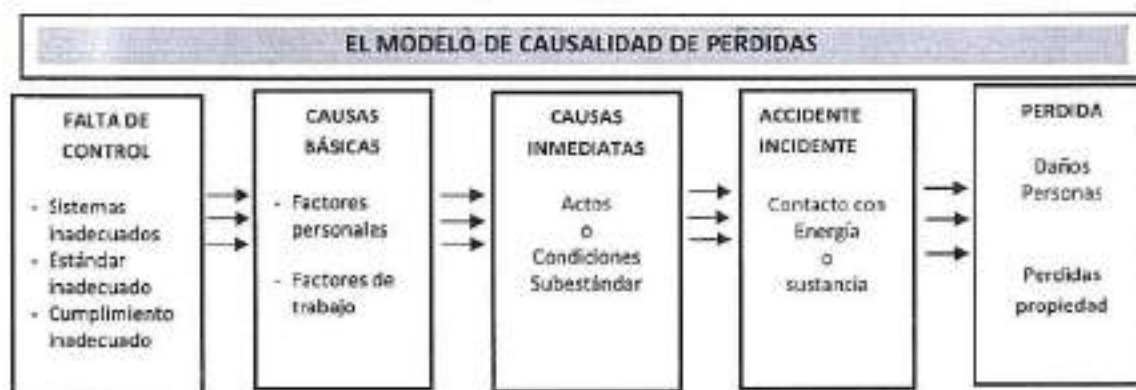 EL MODELO DE CAUSALIDAD DE PERDIDAS
FALTA DE
CONTROL
- Sistemas
inadecuados
- Estándar
inadecuado
- Cumplimiento
inadecuado
CAUSAS
BÁSICAS
- Factores
personales
- Factores de
trabajo
CAUSAS
INMEDIATAS
Actos
o
Condiciones
Subestándar
ACCIDENTE
INCIDENTE
Contacto con
Energía
o
sustancia
PERDIDA
Daños
Personas
Perdidas
propiedad